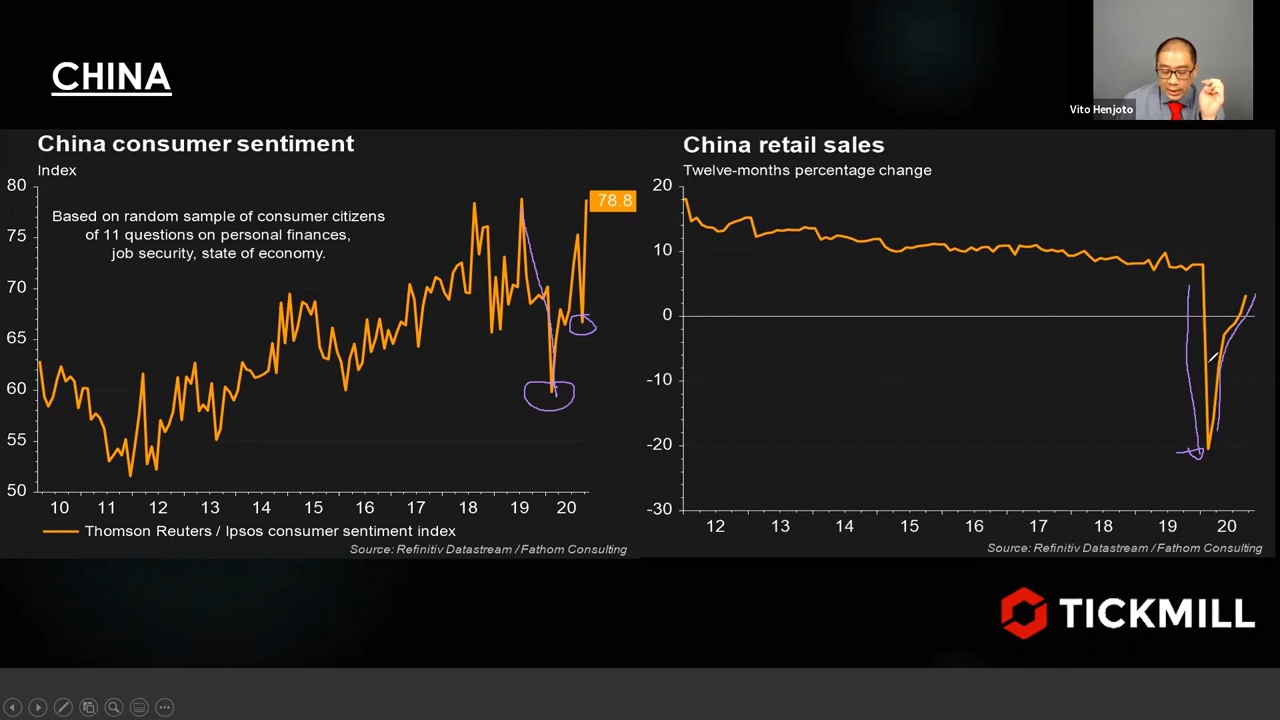 CHINA
Vito Henjoto
China consumer sentiment
Index
80
75
70
65
60
55
50
Based on random sample of consumer citizens
of 11 questions on personal finances,
job security, state of economy.
78.8
10 11 12 13 14 15 16 17 18 19 20
Thomson Reuters / Ipsos consumer sentiment index
Source: Refinitiv Datastream / Fathom Consulting
China retail sales
Twelve-months percentage change
20
10
0
-10
-20
-30
12 13 14 15 16 17 18 19 20
Source: Refinitiv Datastream / Fathom Consulting
TICKMILL